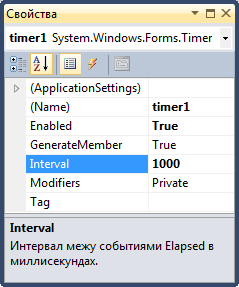 Свойства
timer1 System.Windows.Forms.Timer
(ApplicationSettings)
(Name) timer1
Enabled True
GenerateMember True
Interval 1000
Modifiers Private
Tag
Interval
Интервал межу событиями Elapsed в
миллисекундах.